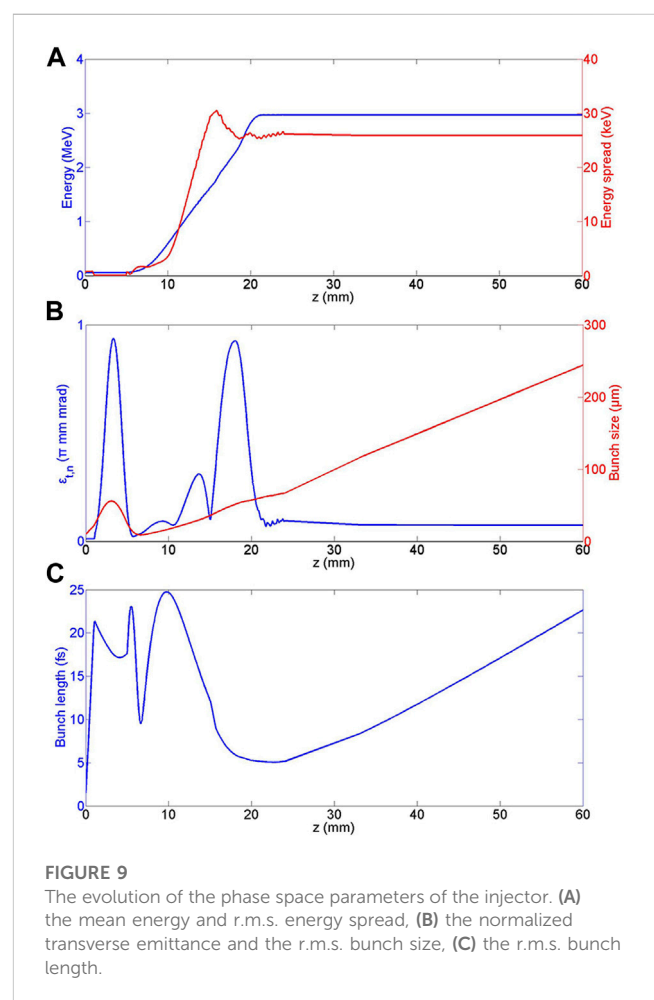 A
4
3
2
1
0
Energy (MeV)
40
30
20
10
0
Energy spread (keV)
0 10 20 30 40 50 60
z (mm)
B
1
0
εt,n (π mm mrad)
300
200
100
0
Bunch size (μm)
0 10 20 30 40 50 60
z (mm)
C
25
20
15
10
5
0
Bunch length (fs)
0 10 20 30 40 50 60
z (mm)
FIGURE 9
The evolution of the phase space parameters of the injector. (A)
the mean energy and r.m.s. energy spread, (B) the normalized
transverse emittance and the r.m.s. bunch size, (C) the r.m.s. bunch
length.